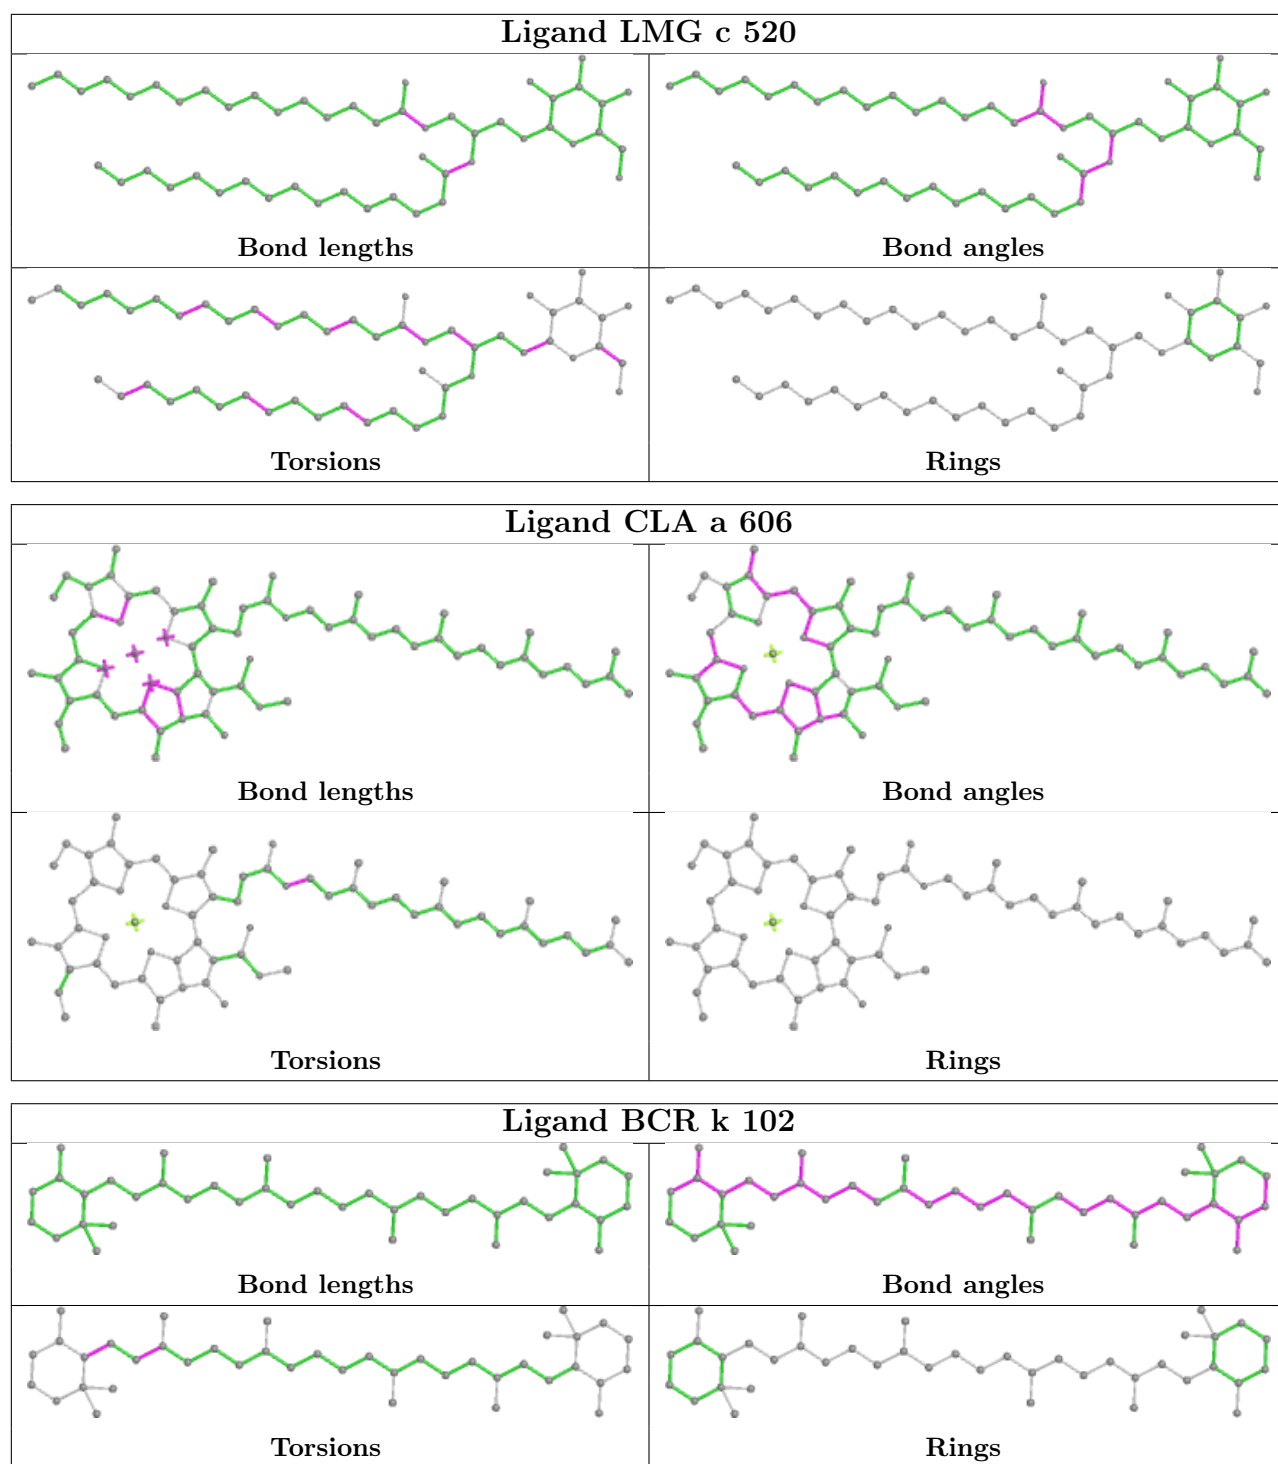 Ligand LMG c 520
Bond lengths
Bond angles
Torsions
Rings
Ligand CLA a 606
Bond lengths
Bond angles
Torsions
Rings
Ligand BCR k 102
Bond lengths
Bond angles
Torsions
Rings